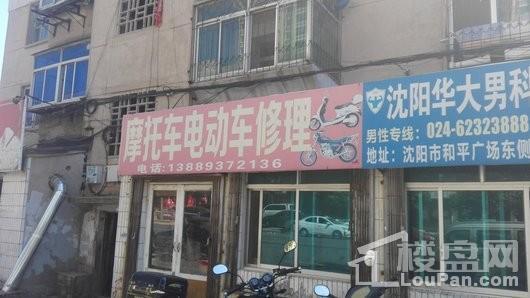 摩托车电动车修理
电话:13889372136
沈阳华大男科
男性专线: 024-62323888
地址: 沈阳市和平广场东侧
楼盘网
LouPan.com